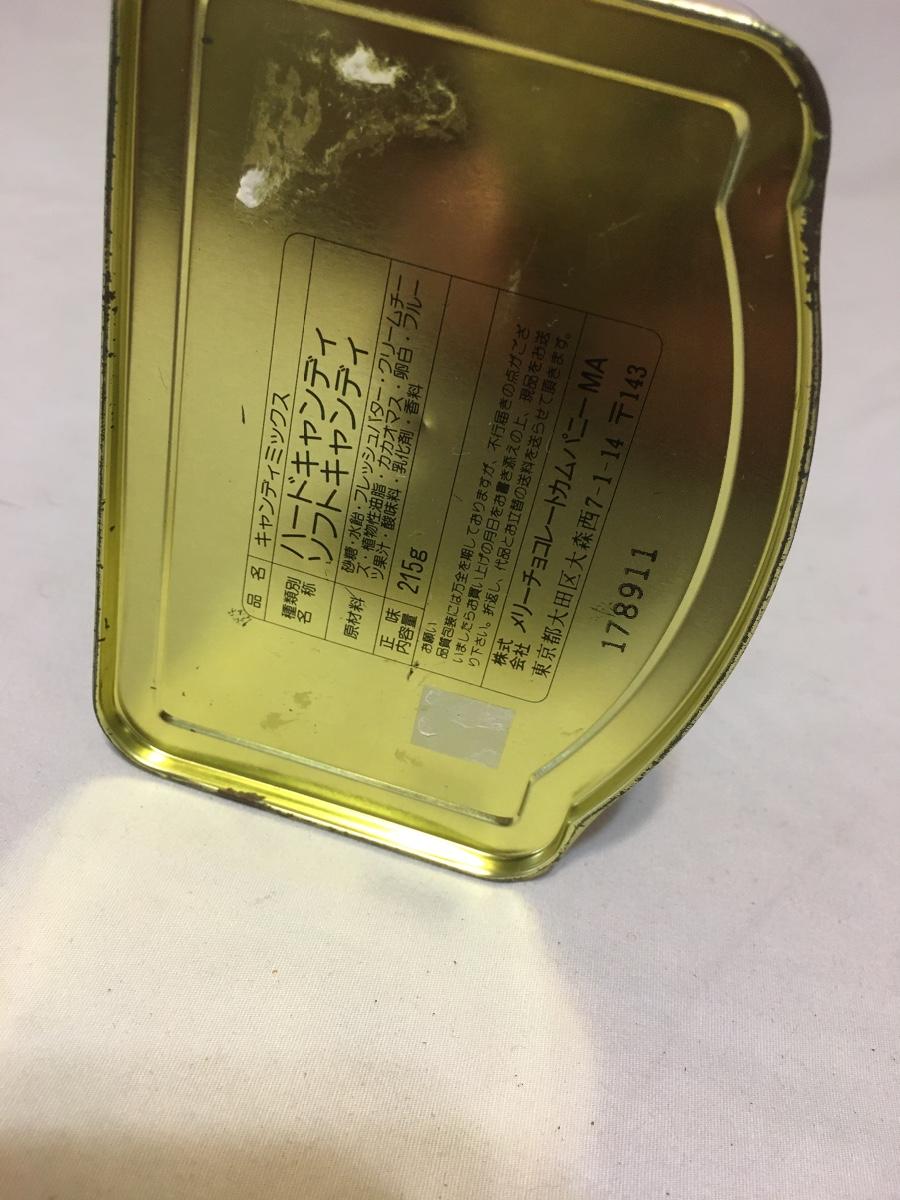 品 名 キャンディミックス
種類別
名 称
ハードキャンディ
ソフトキャンディ
原材料
砂糖・水飴・フレッシュバター・クリームチー
ズ・植物性油脂・カカオマス・卵白・フルー
ツ果汁・酸味料・乳化剤・香料
正 味
内容量
215g
お願い
品質包装には万全を期しておりますが、不行届きの点がござ
いましたらお買い上げの月日をお書き添えの上、現品をお送
り下さい。折返し、代品とお立替の送料を送らせて頂きます。
株式
会社
メリーチョコレートカムパニー MA
東京都大田区大森西7-1-14 〒143
178911